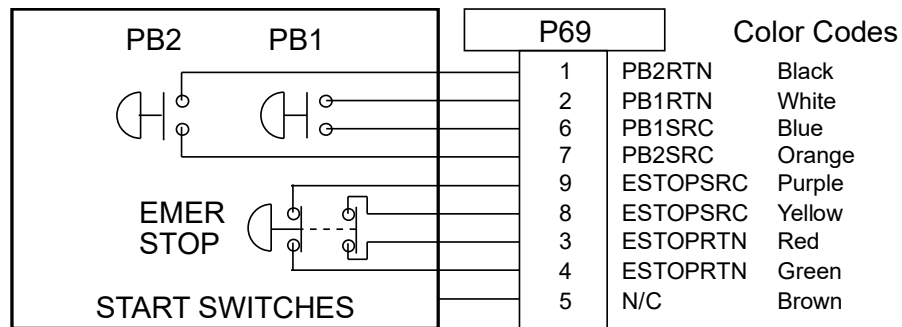 PB2 PB1 P69 Color Codes
1 PB2RTN Black
2 PB1RTN White
6 PB1SRC Blue
7 PB2SRC Orange
9 ESTOPSRC Purple
EMER 8 ESTOPSRC Yellow
STOP 3 ESTOPRTN Red
4 ESTOPRTN Green
START SWITCHES 5 N/C Brown